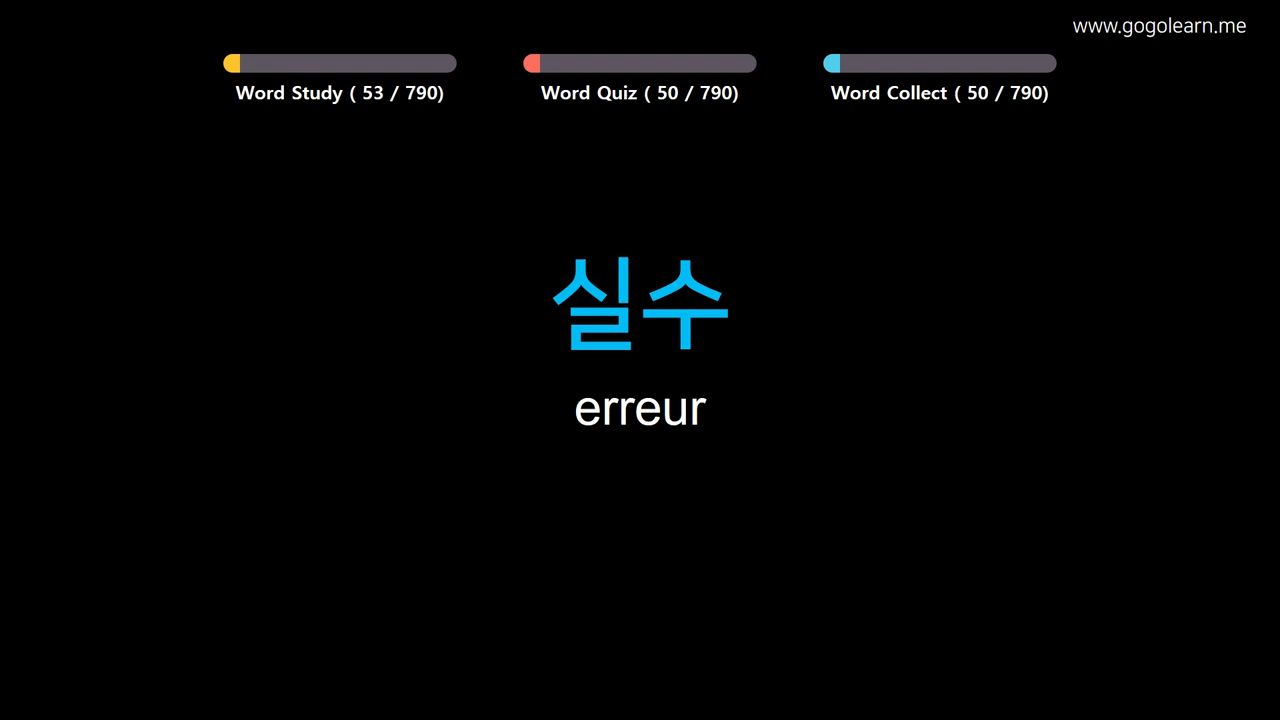 www.gogolearn.me
Word Study ( 53 / 790)
Word Quiz ( 50 / 790)
Word Collect ( 50 / 790)
실수
erreur